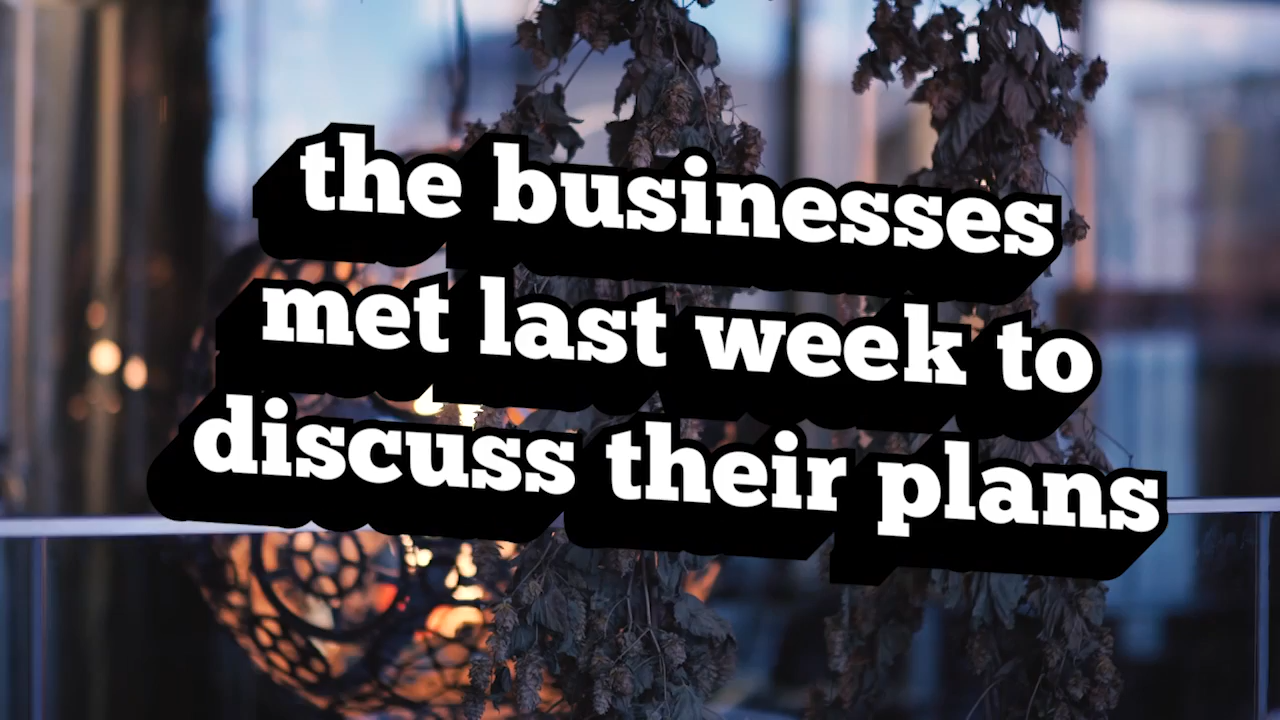 the businesses
met last week to
discuss their plans